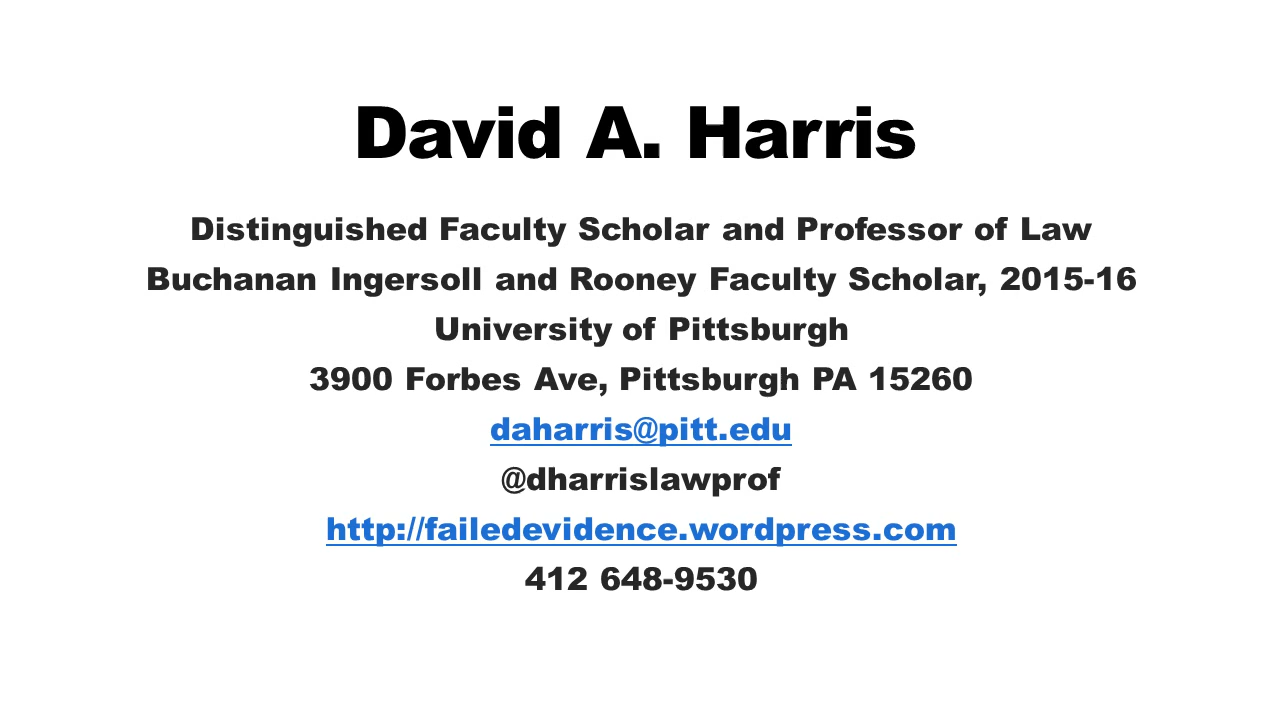 David A. Harris
Distinguished Faculty Scholar and Professor of Law
Buchanan Ingersoll and Rooney Faculty Scholar, 2015-16
University of Pittsburgh
3900 Forbes Ave, Pittsburgh PA 15260
daharris@pitt.edu
@dharrislawprof
http://failedevidence.wordpress.com
412 648-9530